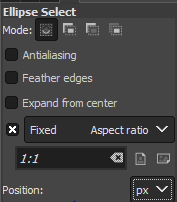 Ellipse Select
Mode:
Antialiasing
Feather edges
Expand from center
Fixed Aspect ratio
1:1
Position: px